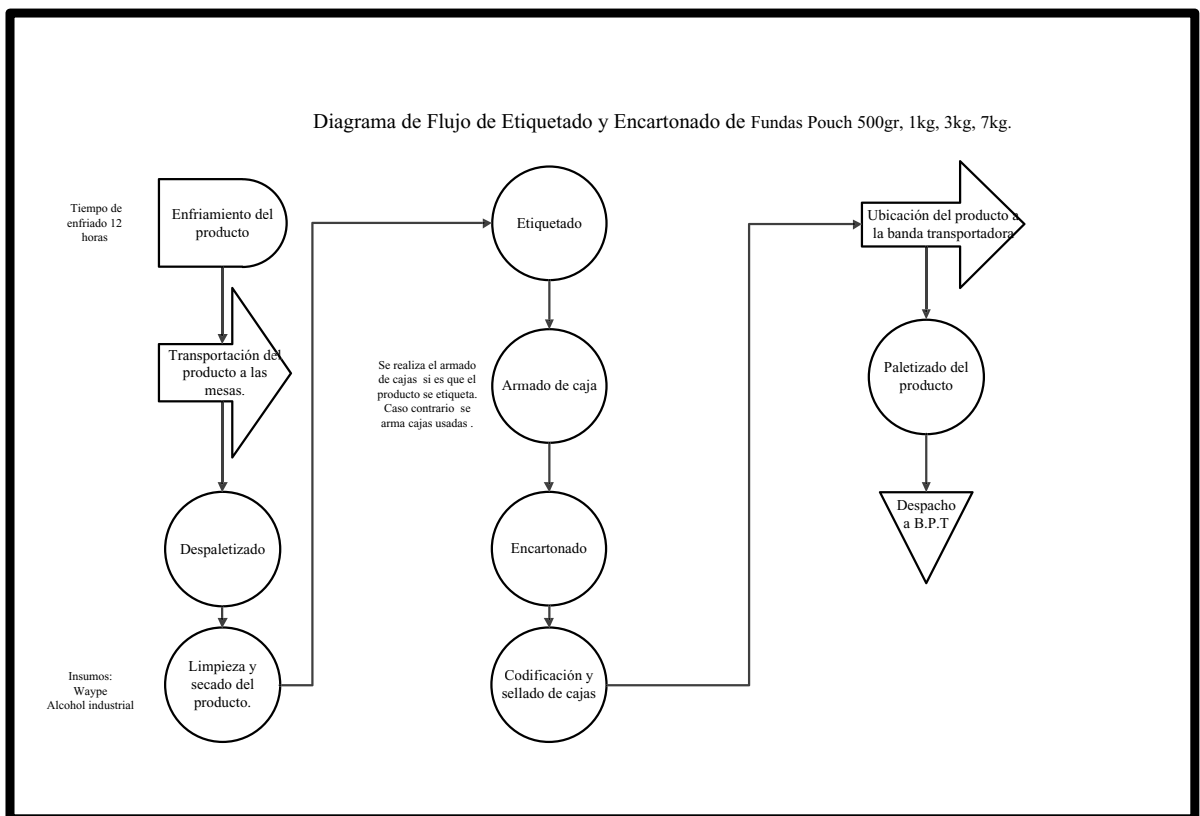 Diagrama de Flujo de Etiquetado y Encartonado de Fundas Pouch 500gr, 1kg, 3kg, 7kg.
Tiempo de
enfriado 12
horas
Enfriamiento del
producto
Transportación del
producto a las
mesas.
Despaletizado
Insumos:
Waype
Alcohol industrial
Limpieza y
secado del
producto.
Etiquetado
Se realiza el armado
de cajas si es que el
producto se etiqueta.
Caso contrario se
arma cajas usadas .
Armado de caja
Encartonado
Codificación y
sellado de cajas
Ubicación del producto a
la banda transportadora
Paletizado del
producto
Despacho
a B.P.T